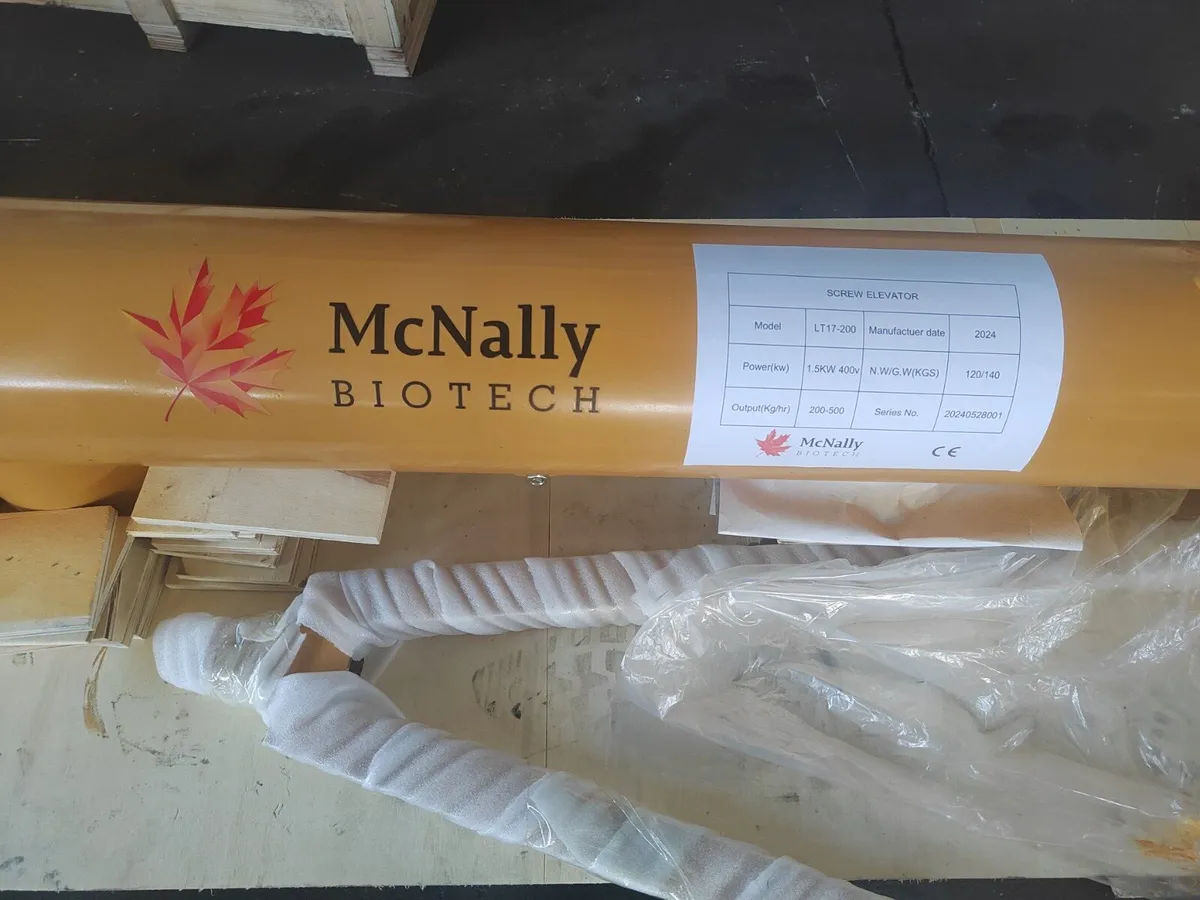 McNally
BIOTECH
SCREW ELEVATOR
Model LT17-200 Manufactuer date 2024
Power(kw) 1.5KW 400v N.W/G.W(KGS) 120/140
Output(Kg/hr) 200-500 Series No. 20240528001
McNally
BIOTECH
CE